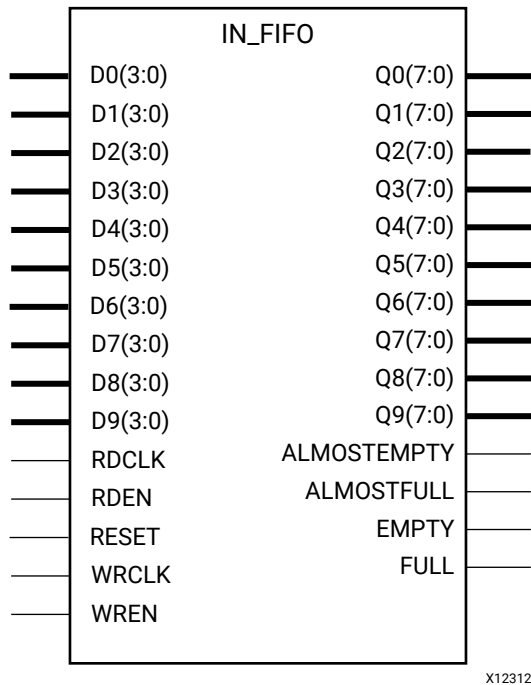 IN_FIFO
D0(3:0) Q0(7:0)
D1(3:0) Q1(7:0)
D2(3:0) Q2(7:0)
D3(3:0) Q3(7:0)
D4(3:0) Q4(7:0)
D5(3:0) Q5(7:0)
D6(3:0) Q6(7:0)
D7(3:0) Q7(7:0)
D8(3:0) Q8(7:0)
D9(3:0) Q9(7:0)
RDCLK ALMOSTEMPTY
RDEN ALMOSTFULL
RESET EMPTY
WRCLK FULL
WREN
X12312